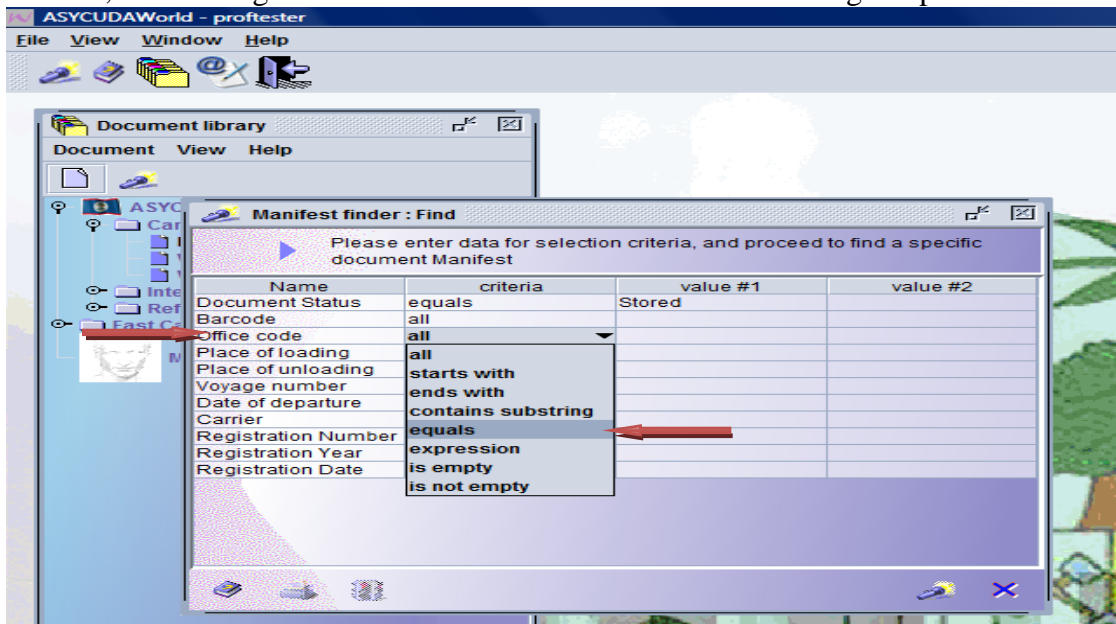 ASYCUDAWorld - proftester
File View Window Help
Document library
Document View Help
ASYC
Car
Inte
Ref
Fast Ca
M
Manifest finder : Find
Please enter data for selection criteria, and proceed to find a specific
document Manifest
Name criteria value #1 value #2
Document Status equals Stored
Barcode all
Office code all
Place of loading all
Place of unloading starts with
Voyage number ends with
Date of departure contains substring
Carrier equals
Registration Number expression
Registration Year is empty
Registration Date is not empty